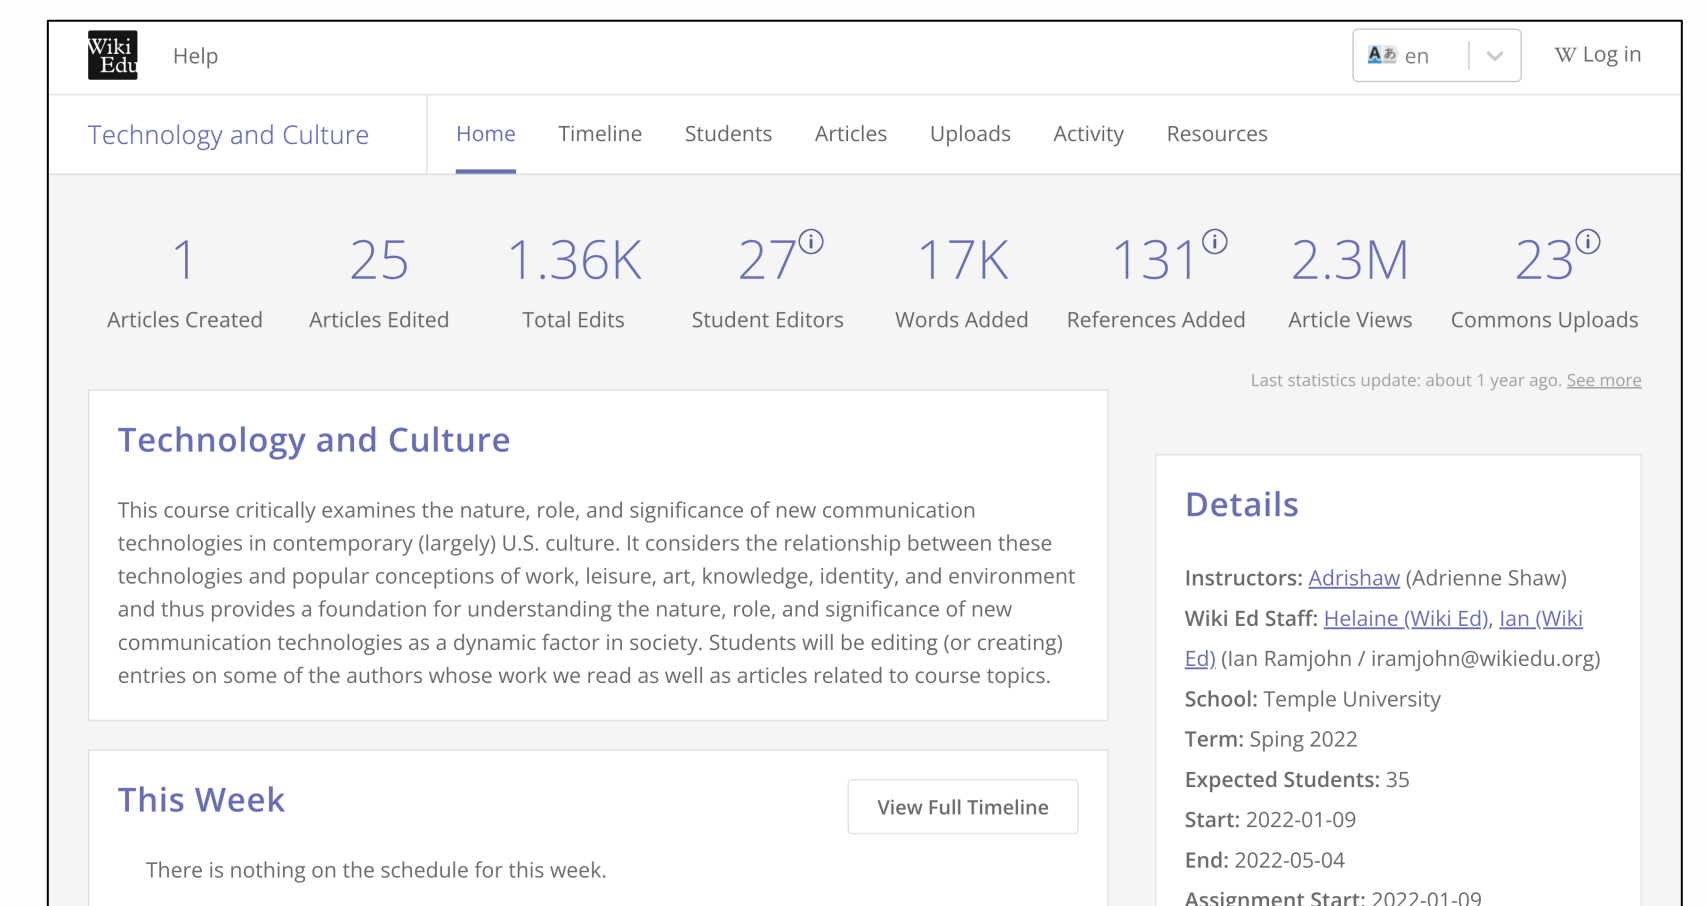 Wiki
Edu
Help
en
W Log in
Technology and Culture
Home
Timeline
Students
Articles
Uploads
Activity
Resources
1
Articles Created
25
Articles Edited
1.36K
Total Edits
27
Student Editors
17K
Words Added
131
References Added
2.3M
Article Views
23
Commons Uploads
Last statistics update: about 1 year ago. See more
Technology and Culture
This course critically examines the nature, role, and significance of new communication
technologies in contemporary (largely) U.S. culture. It considers the relationship between these
technologies and popular conceptions of work, leisure, art, knowledge, identity, and environment
and thus provides a foundation for understanding the nature, role, and significance of new
communication technologies as a dynamic factor in society. Students will be editing (or creating)
entries on some of the authors whose work we read as well as articles related to course topics.
This Week
View Full Timeline
There is nothing on the schedule for this week.
Details
Instructors: Adrishaw (Adrienne Shaw)
Wiki Ed Staff: Helaine (Wiki Ed), Ian (Wiki
Ed) (Ian Ramjohn / iramjohn@wikiedu.org)
School: Temple University
Term: Sping 2022
Expected Students: 35
Start: 2022-01-09
End: 2022-05-04
Assignment Start: 2022-01-09